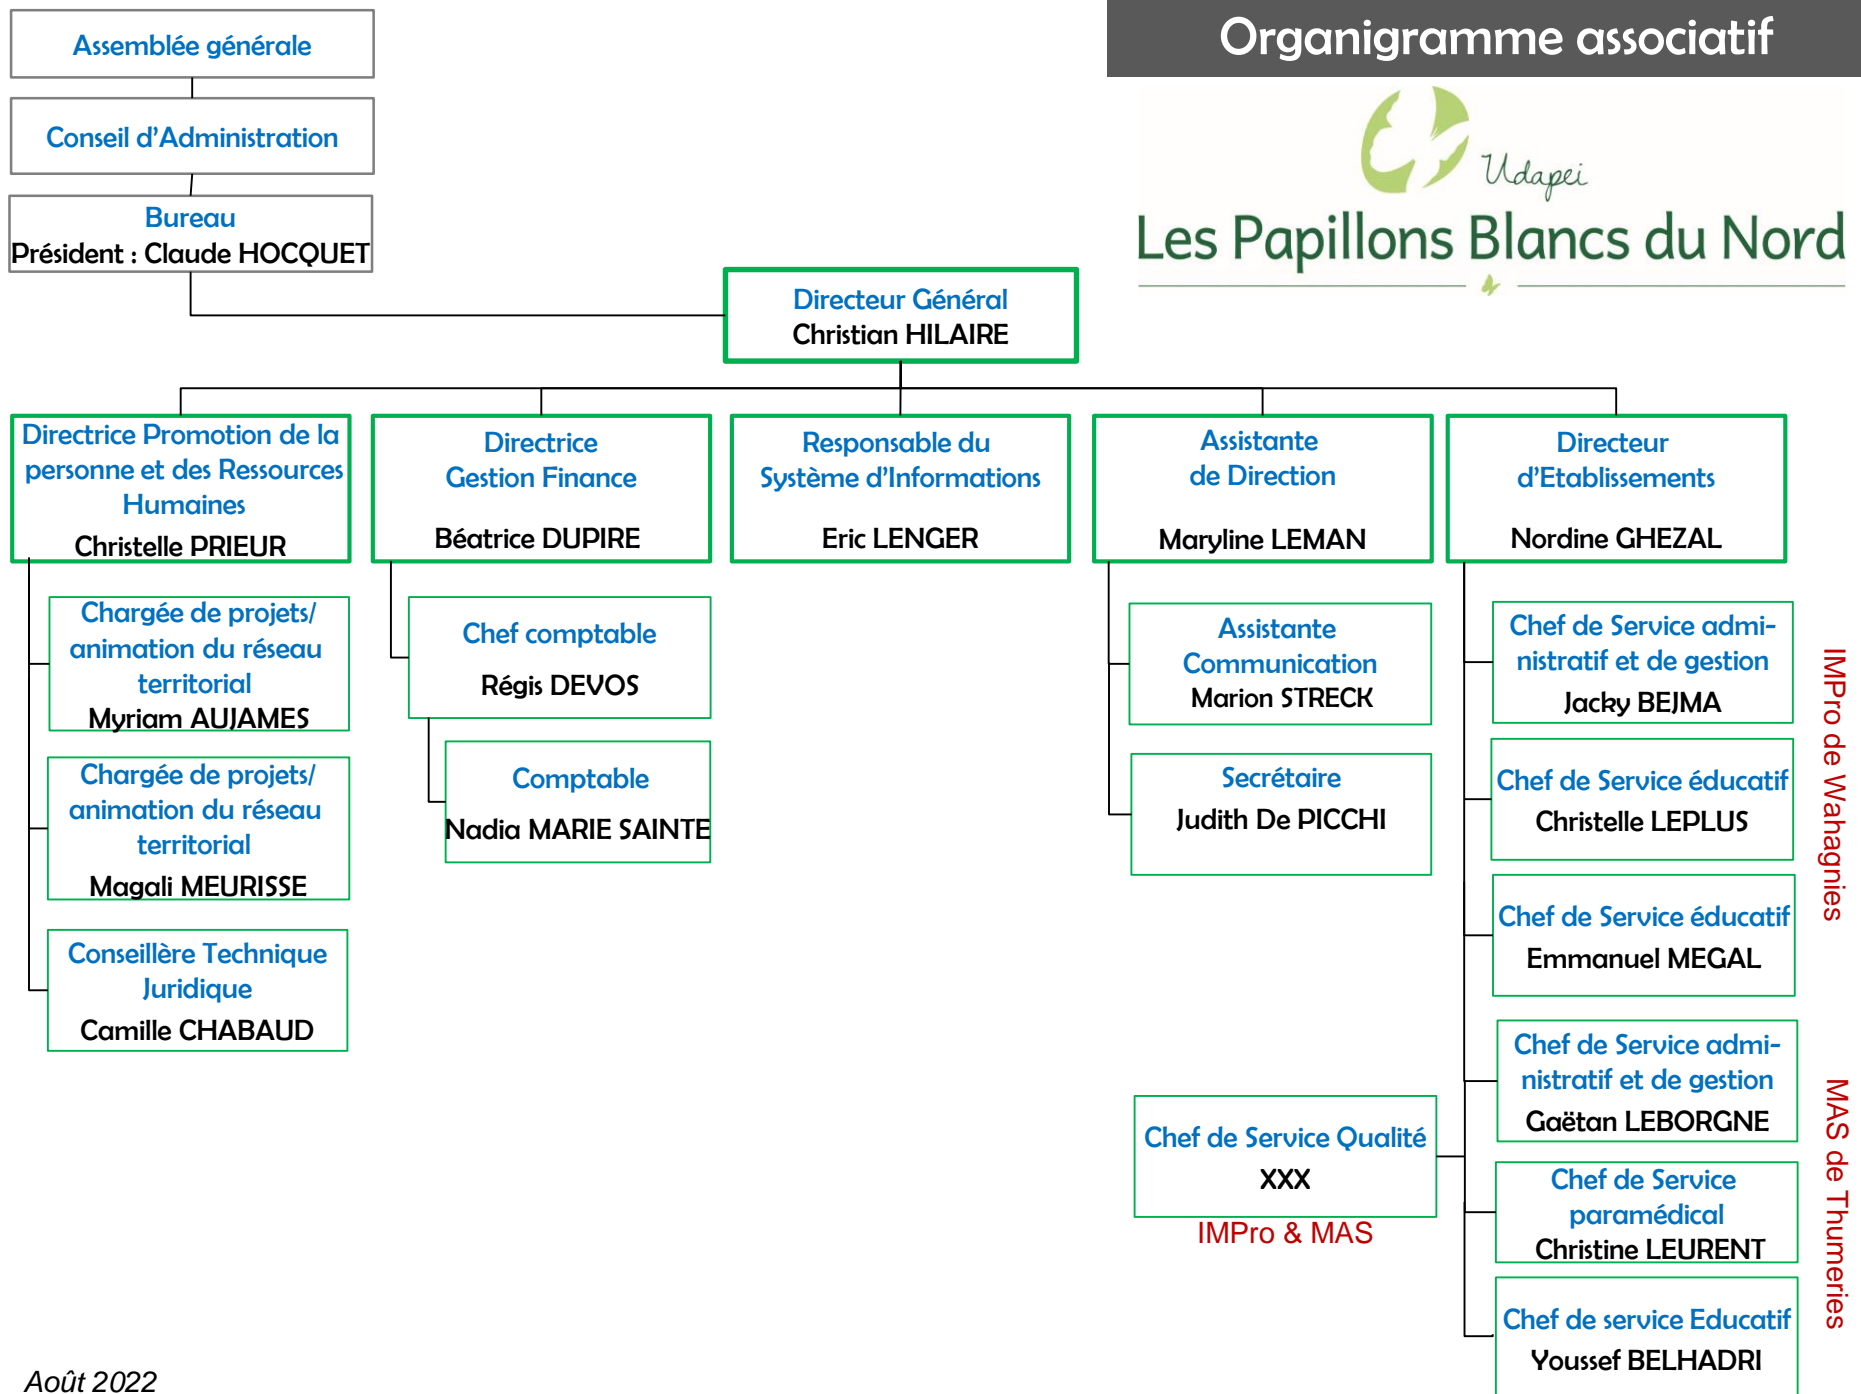 Organigramme associatif
Udapei
Les Papillons Blancs du Nord
Assemblée générale
Conseil d'Administration
Bureau
Président : Claude HOCQUET
Directeur Général
Christian HILAIRE
Directrice Promotion de la
personne et des Ressources
Humaines
Christelle PRIEUR
Chargée de projets/
animation du réseau
territorial
Myriam AUJAMES
Chargée de projets/
animation du réseau
territorial
Magali MEURISSE
Conseillère Technique
Juridique
Camille CHABAUD
Directrice
Gestion Finance
Béatrice DUPIRE
Chef comptable
Régis DEVOS
Comptable
Nadia MARIE SAINTE
Responsable du
Système d'Informations
Eric LENGER
Assistante
de Direction
Maryline LEMAN
Assistante
Communication
Marion STRECK
Secrétaire
Judith De PICCHI
Directeur
d'Etablissements
Nordine GHEZAL
Chef de Service admi-
nistratif et de gestion
Jacky BEJMA
Chef de Service éducatif
Christelle LEPLUS
Chef de Service éducatif
Emmanuel MEGAL
IMPro de Wahagnies
Chef de Service admi-
nistratif et de gestion
Gaëtan LEBORGNE
Chef de Service
paramédical
Christine LEURENT
Chef de service Educatif
Youssef BELHADRI
MAS de Thumeries
Chef de Service Qualité
XXX
IMPro & MAS
Août 2022